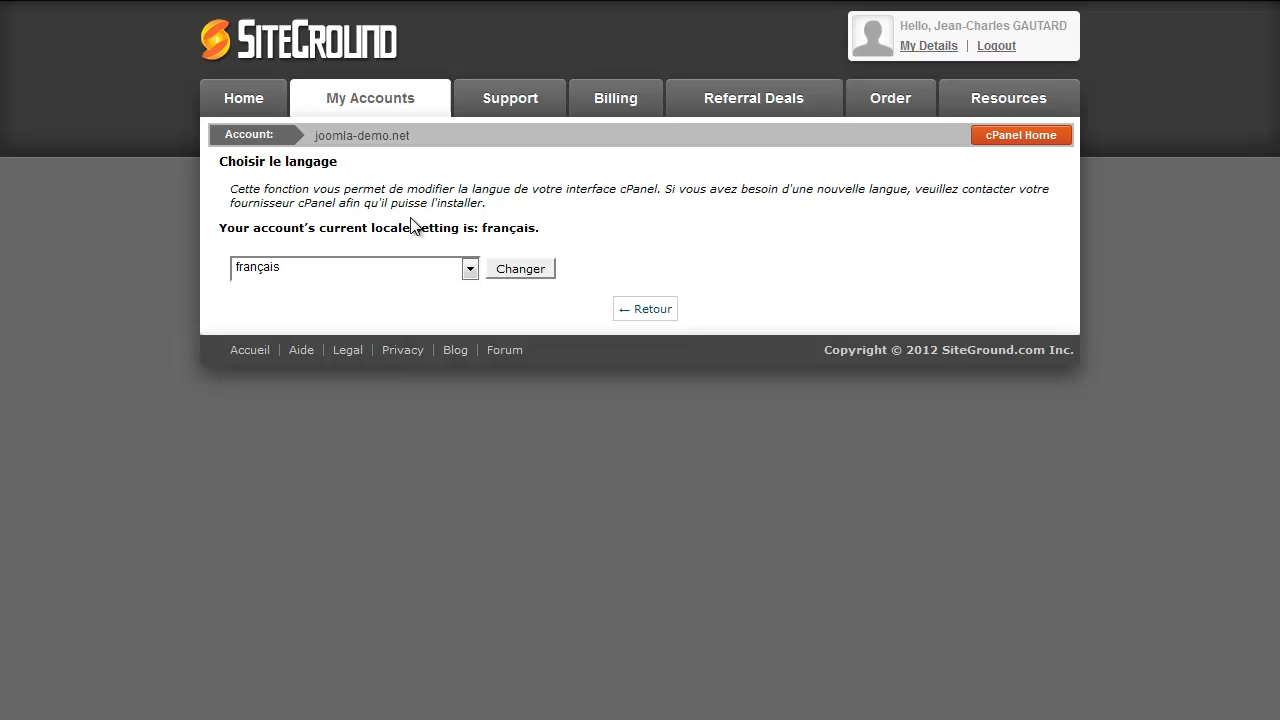 SITEGROUND
Hello, Jean-Charles GAUTARD
My Details | Logout
Home My Accounts Support Billing Referral Deals Order Resources
Account: joomla-demo.net cPanel Home
Choisir le langage
Cette fonction vous permet de modifier la langue de votre interface cPanel. Si vous avez besoin d'une nouvelle langue, veuillez contacter votre
fournisseur cPanel afin qu'il puisse l'installer.
Your account’s current locale setting is: français.
français Changer
← Retour
Accueil | Aide | Legal | Privacy | Blog | Forum Copyright © 2012 SiteGround.com Inc.